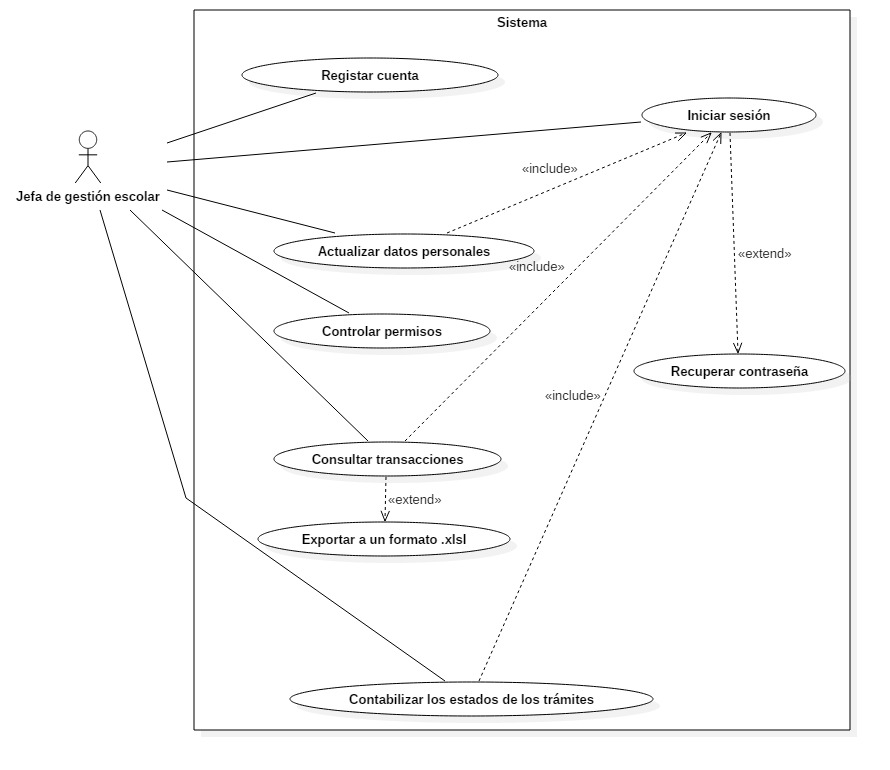 Sistema
Registar cuenta
Iniciar sesión
Jefa de gestión escolar
«include»
Actualizar datos personales
«include»
«extend»
Controlar permisos
Recuperar contraseña
«include»
Consultar transacciones
«extend»
Exportar a un formato .xlsl
Contabilizar los estados de los trámites